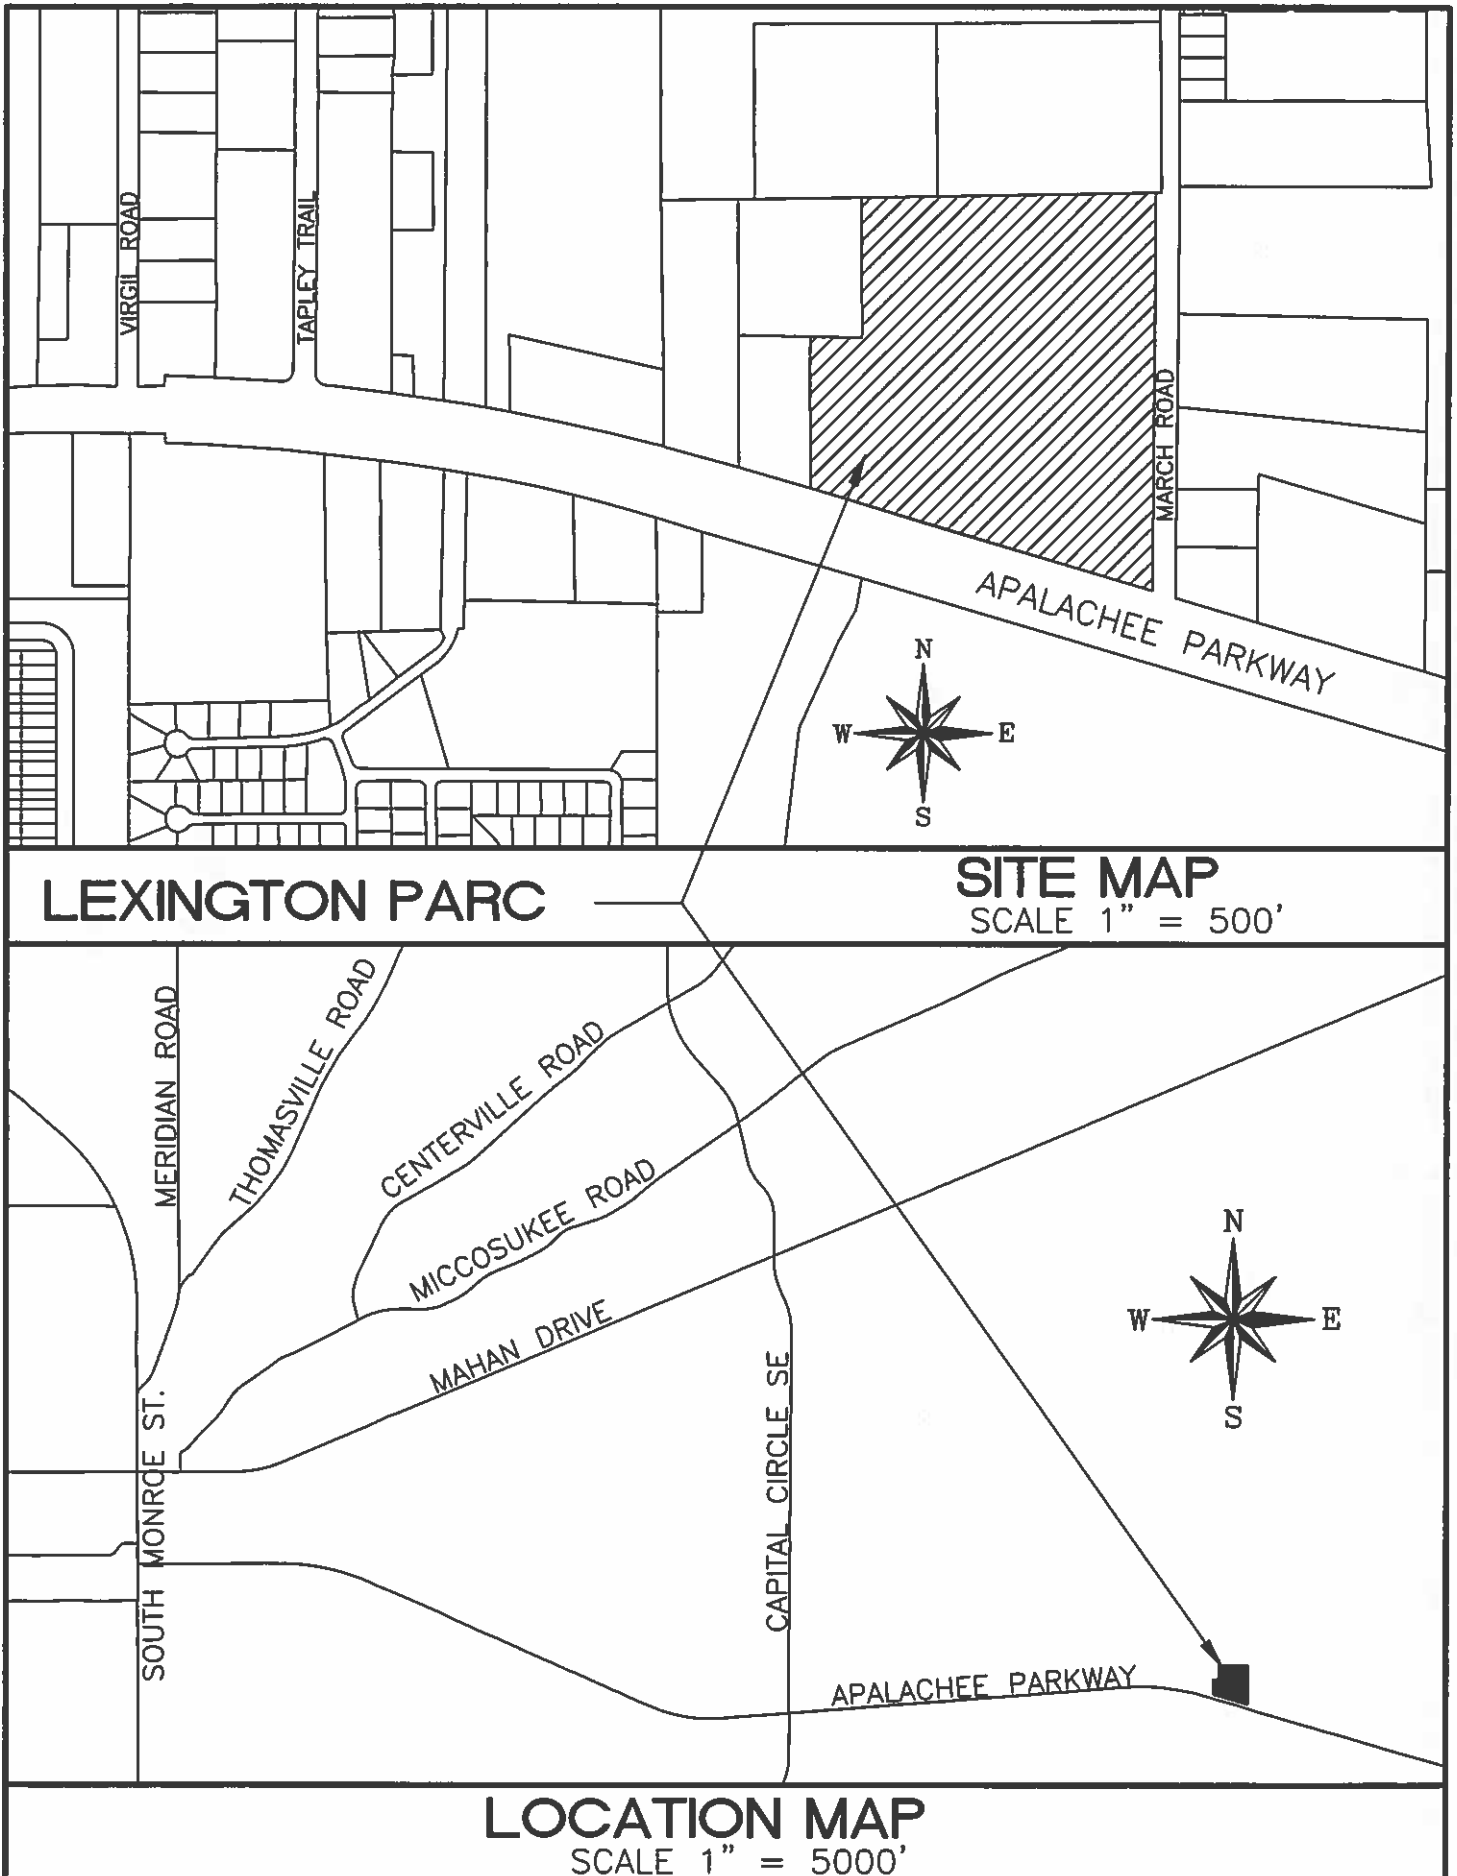 VIRGIL ROAD
TAPLEY TRAIL
MARCH ROAD
APALACHEE PARKWAY
N
W E
S
LEXINGTON PARC
SITE MAP
SCALE 1" = 500'
MERIDIAN ROAD
THOMASVILLE ROAD
CENTERVILLE ROAD
MICCOSUKEE ROAD
MAHAN DRIVE
N
W E
S
CAPITAL CIRCLE SE
SOUTH MONROE ST.
APALACHEE PARKWAY
LOCATION MAP
SCALE 1" = 5000'